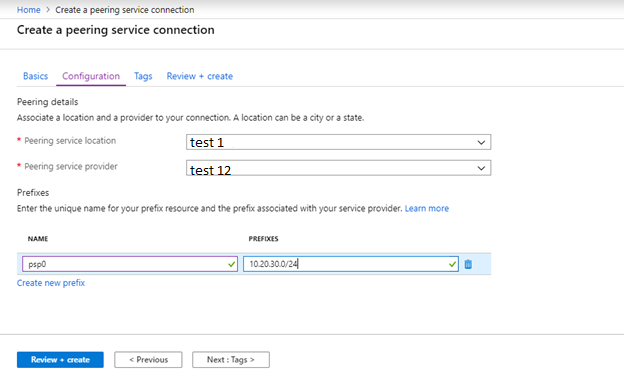 Home > Create a peering service connection
Create a peering service connection
Basics Configuration Tags Review + create
Peering details
Associate a location and a provider to your connection. A location can be a city or a state.
* Peering service location test 1
* Peering service provider test 12
Prefixes
Enter the unique name for your prefix resource and the prefix associated with your service provider. Learn more
NAME PREFIXES
psp0 10.20.30.0/24
Create new prefix
Review + create < Previous Next : Tags >